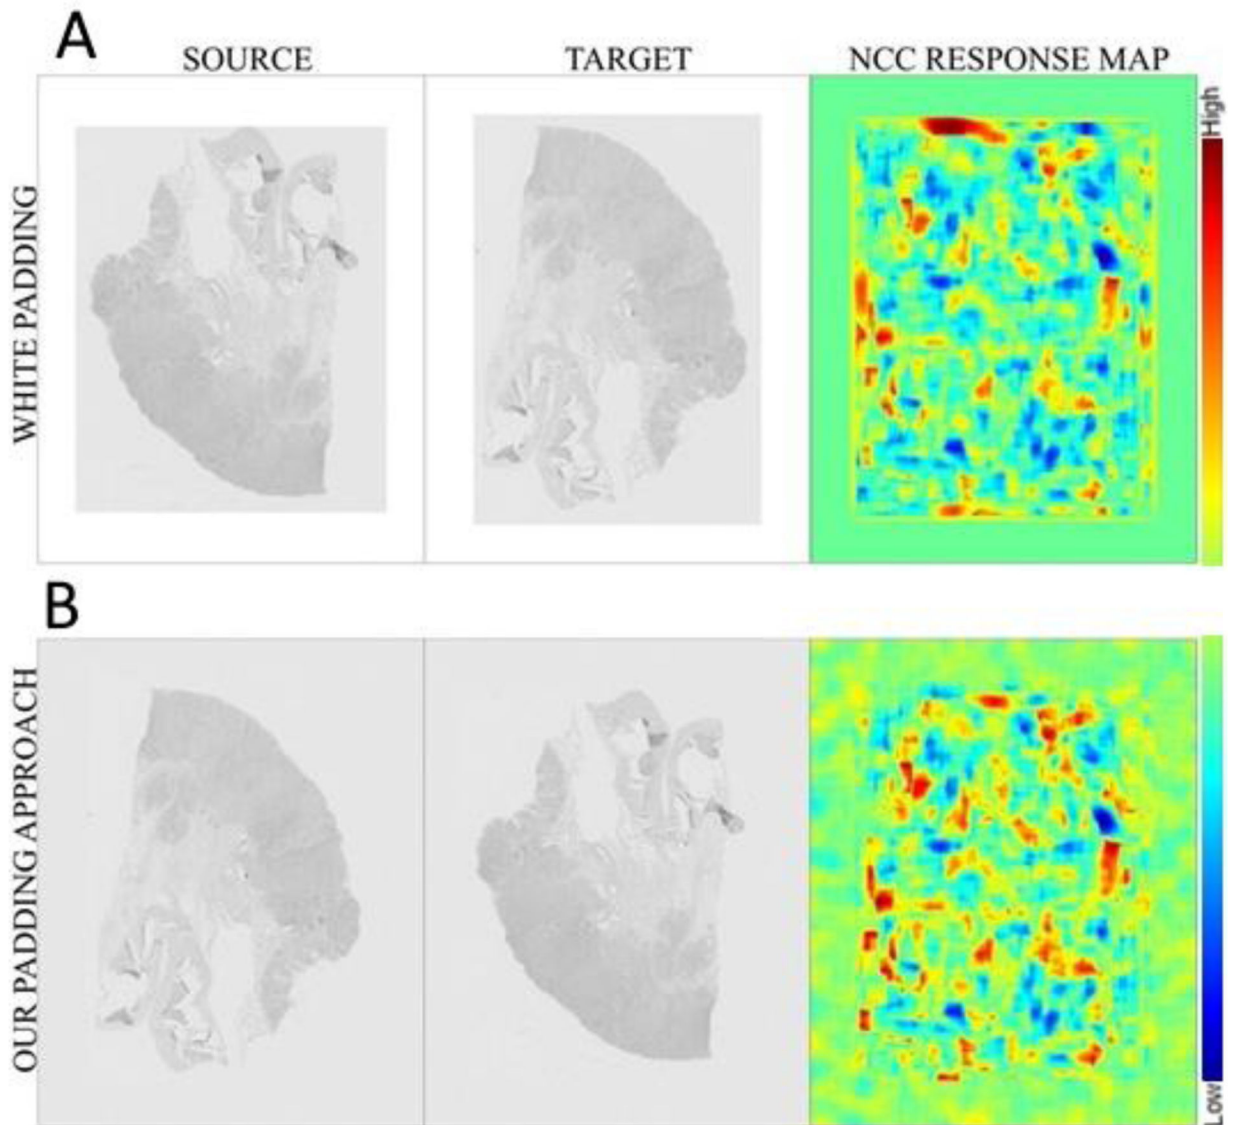 A
SOURCE TARGET NCC RESPONSE MAP
WHITE PADDING
High
B
OUR PADDING APPROACH
Low